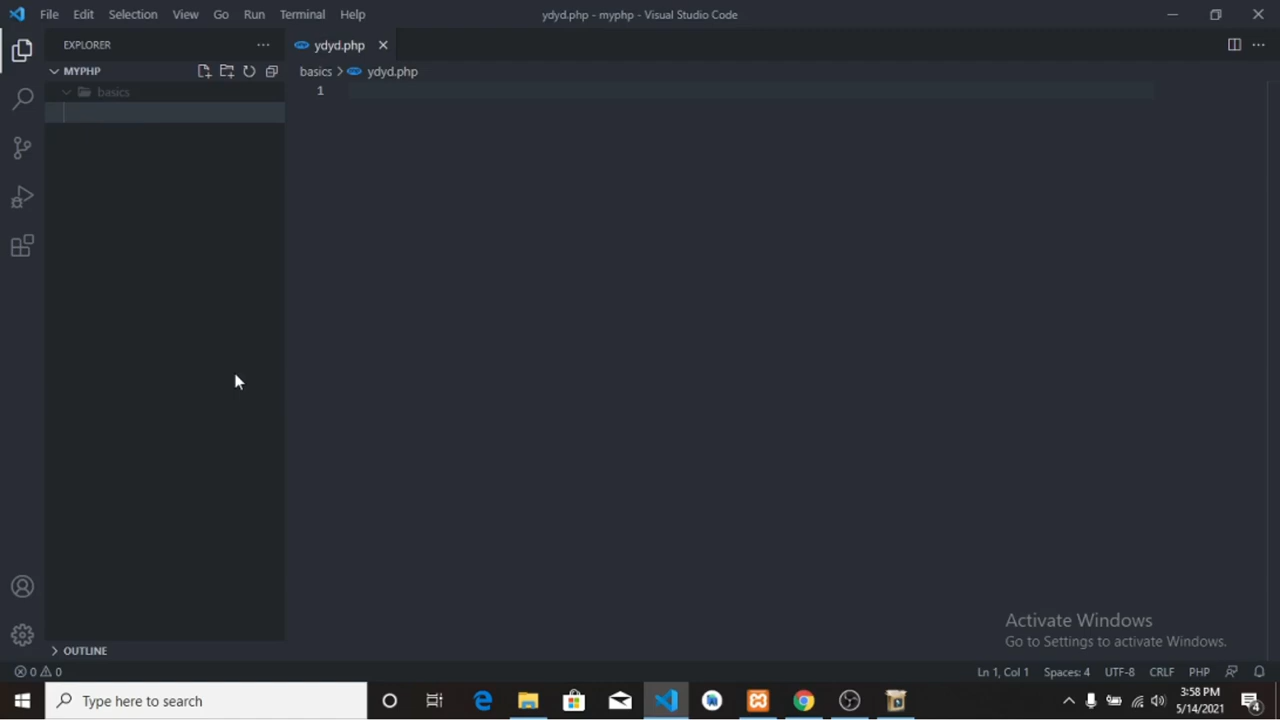 File Edit Selection View Go Run Terminal Help
ydyd.php - myphp - Visual Studio Code
EXPLORER
ydyd.php
MYPHP
basics > ydyd.php
basics
1
Activate Windows
Go to Settings to activate Windows.
OUTLINE
0 0
Ln 1, Col 1 Spaces: 4 UTF-8 CRLF PHP
Type here to search
3:58 PM
5/14/2021
4